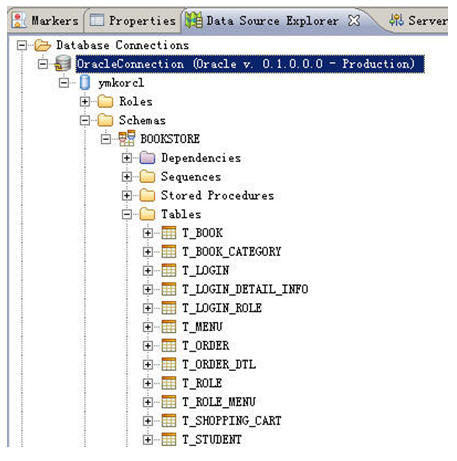 Markers Properties Data Source Explorer Server
Database Connections
OracleConnection (Oracle v. 0.1.0.0.0 - Production)
ymkorcl
Roles
Schemas
BOOKSTORE
Dependencies
Sequences
Stored Procedures
Tables
T_BOOK
T_BOOK_CATEGORY
T_LOGIN
T_LOGIN_DETAIL_INFO
T_LOGIN_ROLE
T_MENU
T_ORDER
T_ORDER_DTL
T_ROLE
T_ROLE_MENU
T_SHOPPING_CART
T_STUDENT